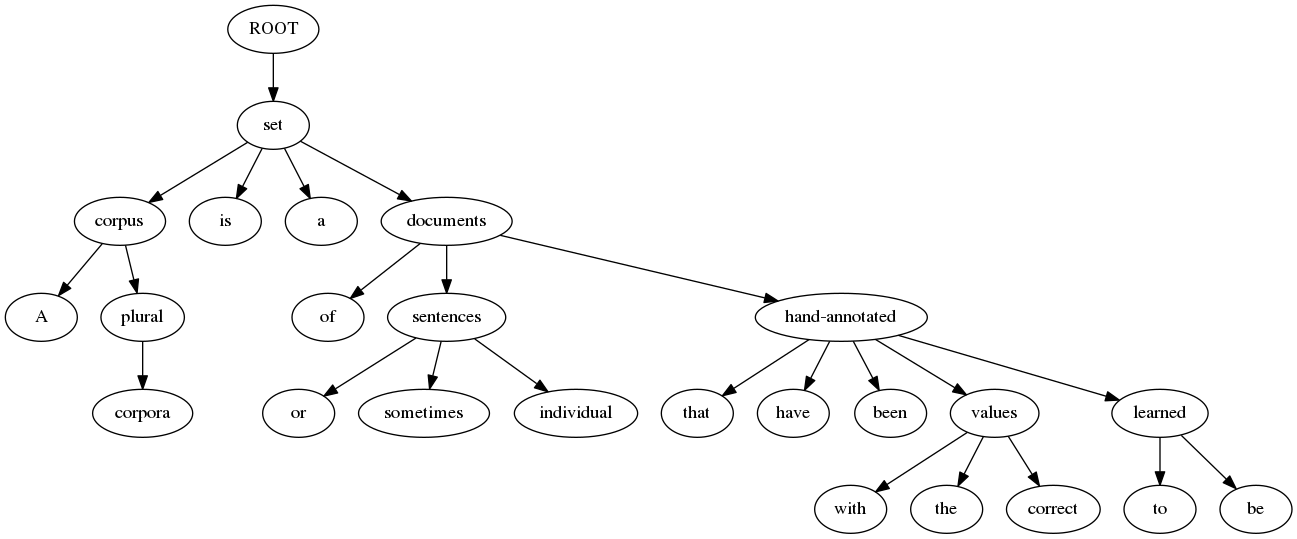 ROOT
set
corpus is a documents
A plural of sentences hand-annotated
corpora or sometimes individual that have been values learned
with the correct to be